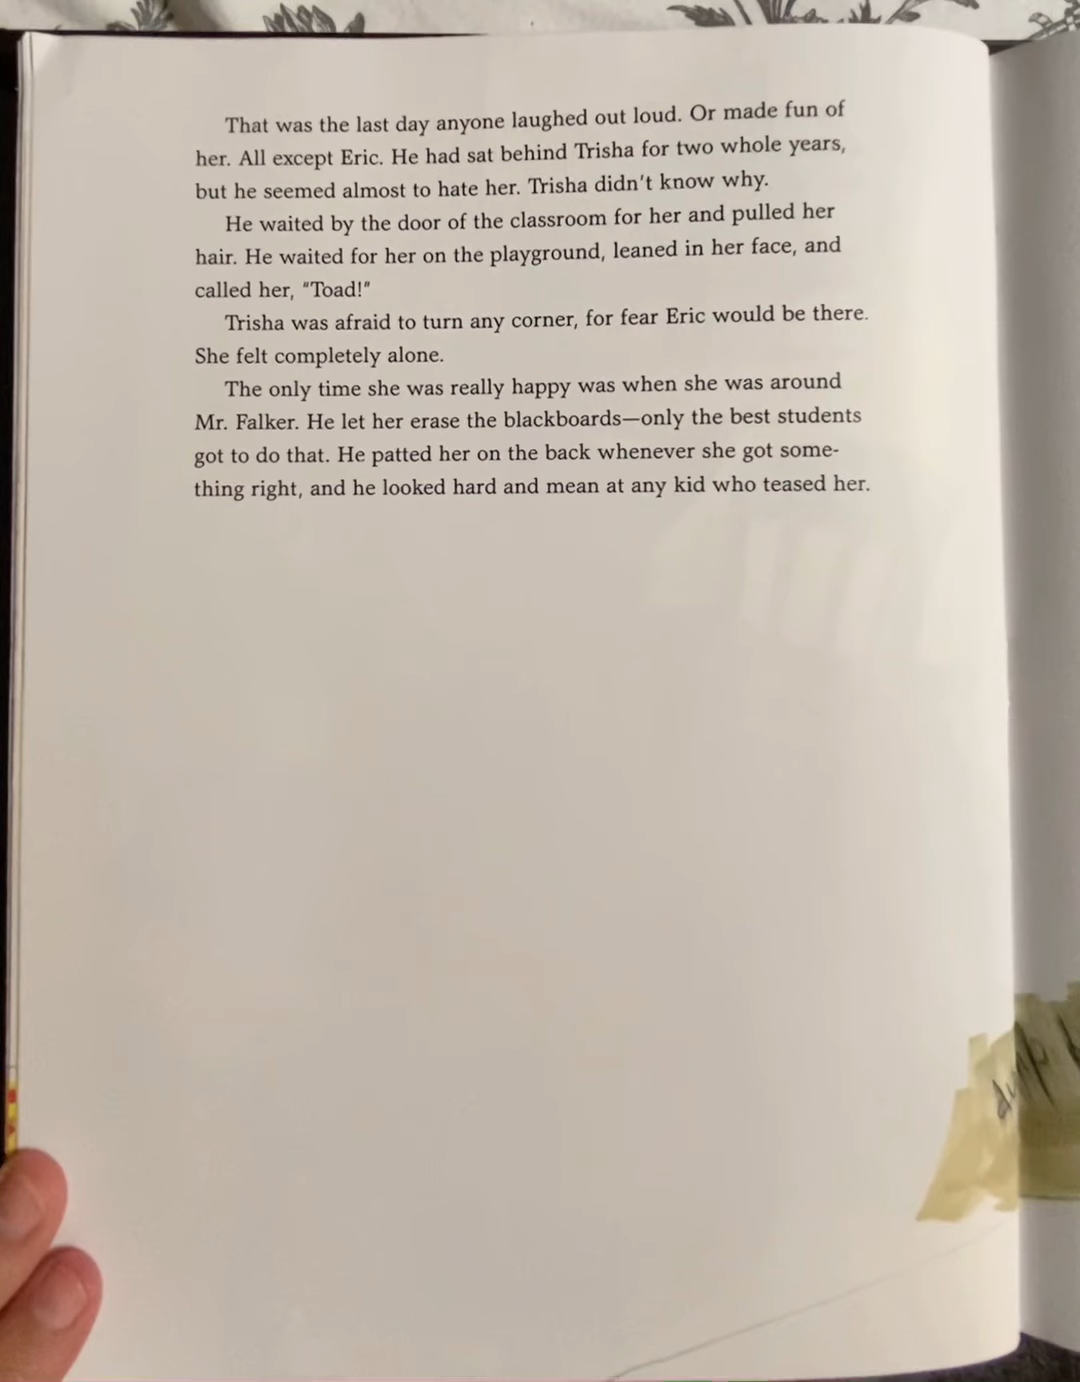 That was the last day anyone laughed out loud. Or made fun of
her. All except Eric. He had sat behind Trisha for two whole years,
but he seemed almost to hate her. Trisha didn't know why.
He waited by the door of the classroom for her and pulled her
hair. He waited for her on the playground, leaned in her face, and
called her, "Toad!"
Trisha was afraid to turn any corner, for fear Eric would be there.
She felt completely alone.
The only time she was really happy was when she was around
Mr. Falker. He let her erase the blackboards—only the best students
got to do that. He patted her on the back whenever she got some-
thing right, and he looked hard and mean at any kid who teased her.